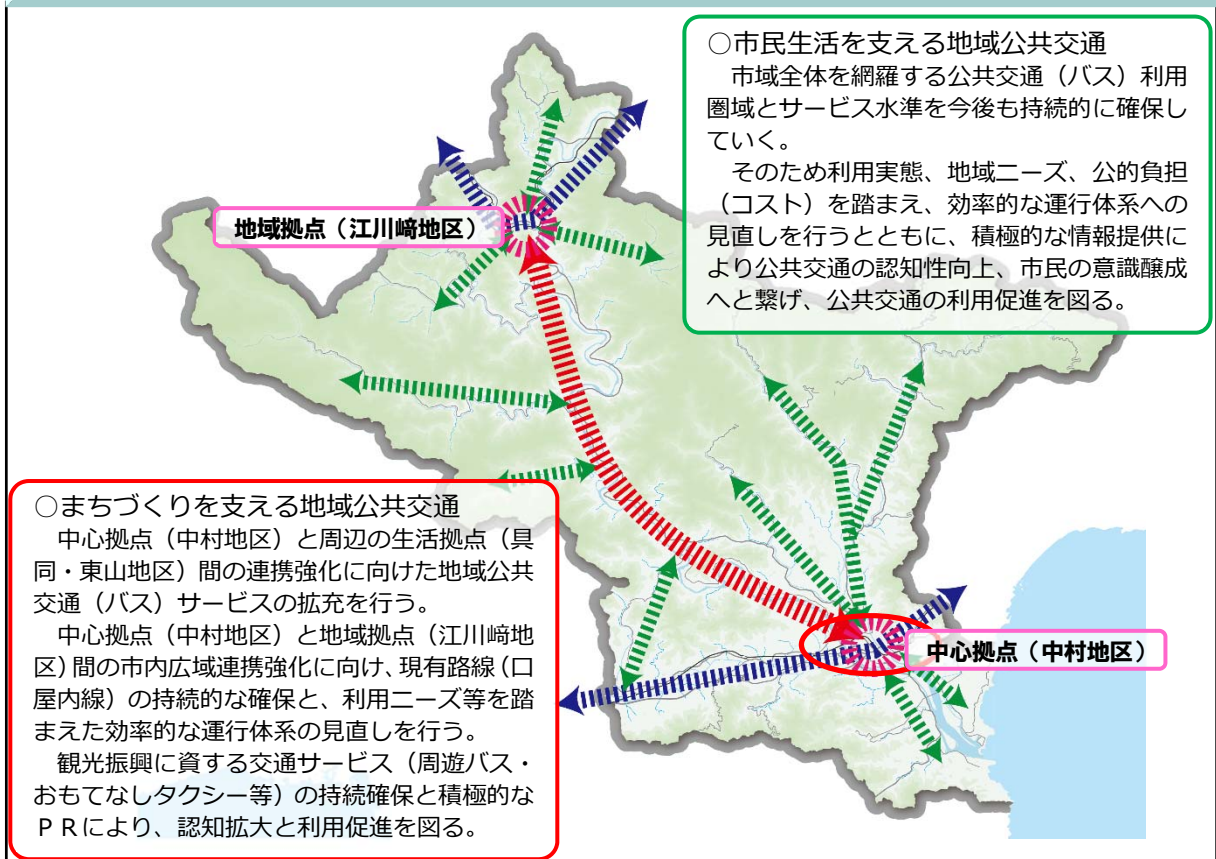 ○市民生活を支える地域公共交通
市域全体を網羅する公共交通（バス）利用
圏域とサービス水準を今後も持続的に確保し
ていく。
そのため利用実態、地域ニーズ、公的負担
（コスト）を踏まえ、効率的な運行体系への
見直しを行うとともに、積極的な情報提供に
より公共交通の認知性向上、市民の意識醸成
へと繋げ、公共交通の利用促進を図る。
地域拠点（江川﨑地区）
○まちづくりを支える地域公共交通
中心拠点（中村地区）と周辺の生活拠点（具
同・東山地区）間の連携強化に向けた地域公共
交通（バス）サービスの拡充を行う。
中心拠点（中村地区）と地域拠点（江川﨑地
区）間の市内広域連携強化に向け、現有路線（口
屋内線）の持続的な確保と、利用ニーズ等を踏
まえた効率的な運行体系の見直しを行う。
観光振興に資する交通サービス（周遊バス・
おもてなしタクシー等）の持続確保と積極的な
ＰＲにより、認知拡大と利用促進を図る。
中心拠点（中村地区）